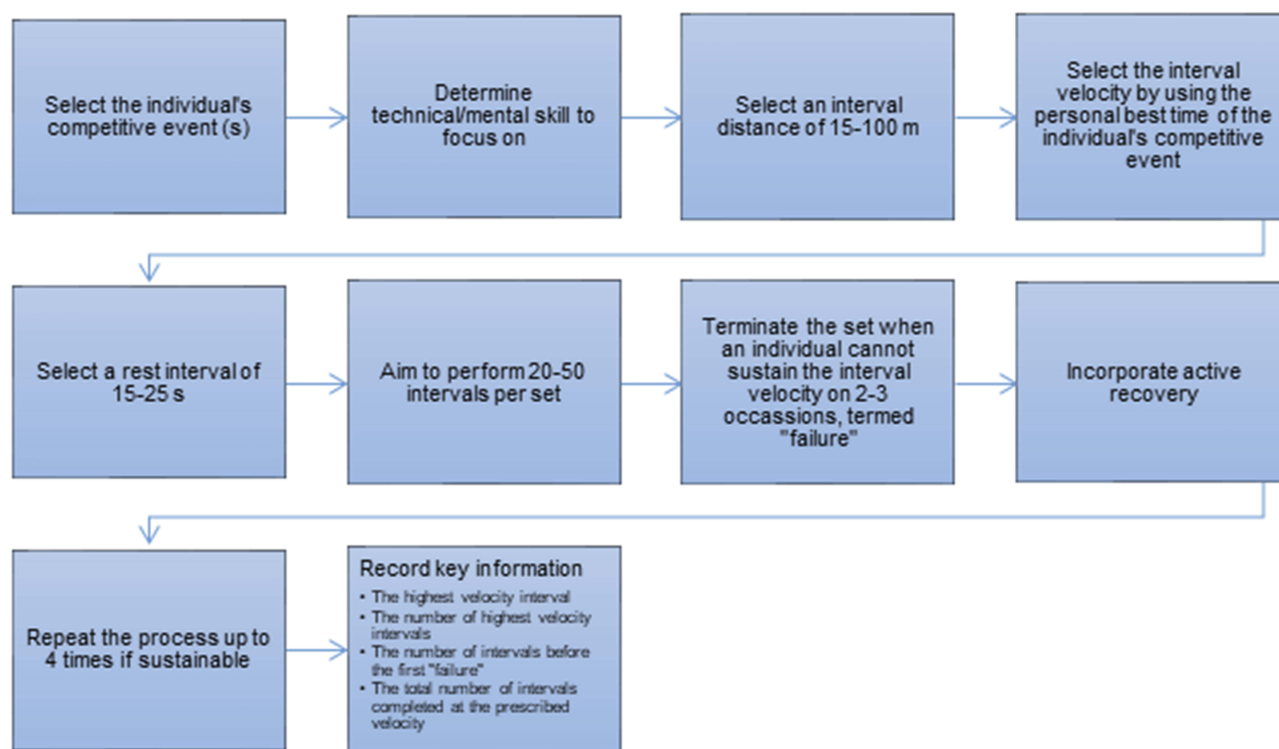 Select the individual's
competitive event (s)
Determine
technical/mental skill to
focus on
Select an interval
distance of 15-100 m
Select the interval
velocity by using the
personal best time of the
individual's competitive
event
Select a rest interval of
15-25 s
Aim to perform 20-50
intervals per set
Terminate the set when
an individual cannot
sustain the interval
velocity on 2-3
occassions, termed
"failure"
Incorporate active
recovery
Repeat the process up to
4 times if sustainable
Record key information
• The highest velocity interval
• The number of highest velocity
intervals
• The number of intervals before
the first "failure"
• The total number of intervals
completed at the prescribed
velocity